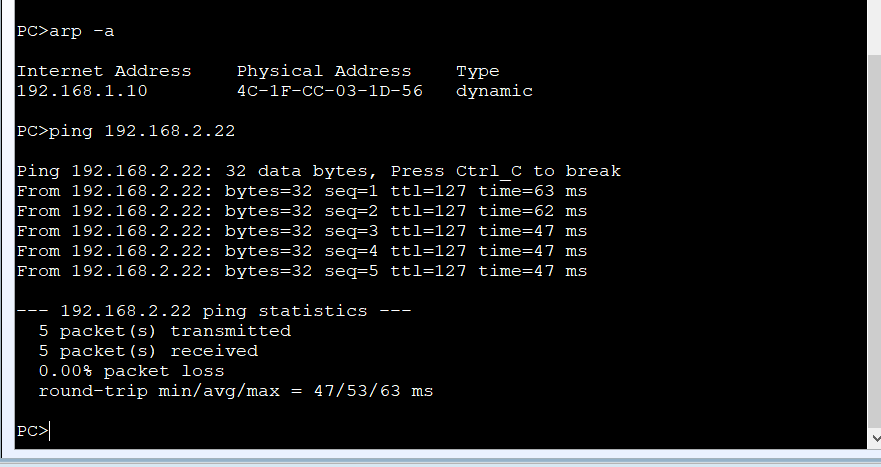 PC>arp -a
Internet Address    Physical Address    Type
192.168.1.10        4C-1F-CC-03-1D-56   dynamic
PC>ping 192.168.2.22
Ping 192.168.2.22: 32 data bytes, Press Ctrl_C to break
From 192.168.2.22: bytes=32 seq=1 ttl=127 time=63 ms
From 192.168.2.22: bytes=32 seq=2 ttl=127 time=62 ms
From 192.168.2.22: bytes=32 seq=3 ttl=127 time=47 ms
From 192.168.2.22: bytes=32 seq=4 ttl=127 time=47 ms
From 192.168.2.22: bytes=32 seq=5 ttl=127 time=47 ms
--- 192.168.2.22 ping statistics ---
  5 packet(s) transmitted
  5 packet(s) received
  0.00% packet loss
  round-trip min/avg/max = 47/53/63 ms
PC>